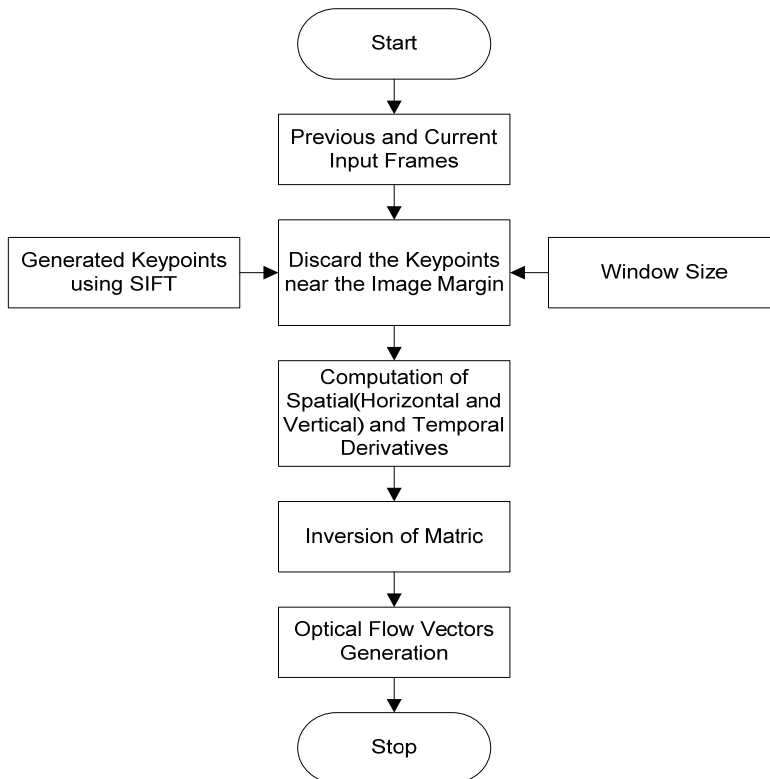 Start
Previous and Current
Input Frames
Generated Keypoints
using SIFT
Discard the Keypoints
near the Image Margin
Window Size
Computation of
Spatial(Horizontal and
Vertical) and Temporal
Derivatives
Inversion of Matric
Optical Flow Vectors
Generation
Stop